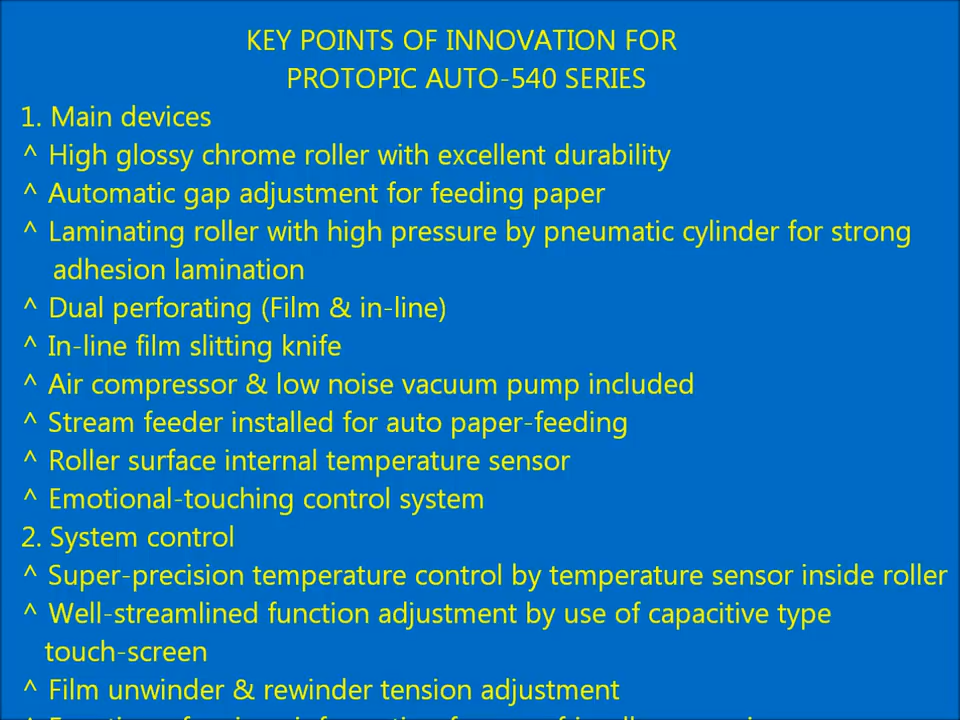 KEY POINTS OF INNOVATION FOR
PROTOPIC AUTO-540 SERIES
1. Main devices
^ High glossy chrome roller with excellent durability
^ Automatic gap adjustment for feeding paper
^ Laminating roller with high pressure by pneumatic cylinder for strong
adhesion lamination
^ Dual perforating (Film & in-line)
^ In-line film slitting knife
^ Air compressor & low noise vacuum pump included
^ Stream feeder installed for auto paper-feeding
^ Roller surface internal temperature sensor
^ Emotional-touching control system
2. System control
^ Super-precision temperature control by temperature sensor inside roller
^ Well-streamlined function adjustment by use of capacitive type
touch-screen
^ Film unwinder & rewinder tension adjustment